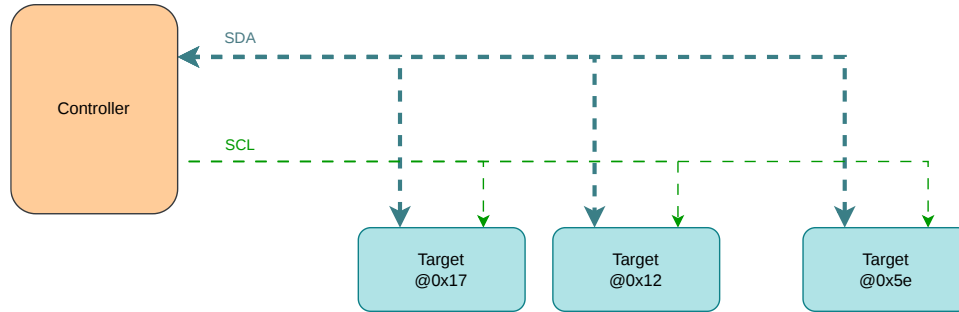 SDA
Controller
SCL
Target
@0x17
Target
@0x12
Target
@0x5e